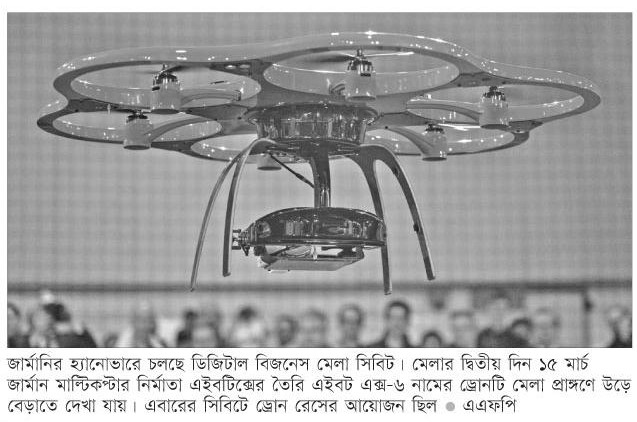 জার্মানির হ্যানোভারে চলছে ডিজিটাল বিজনেস মেলা সিবিট। মেলার দ্বিতীয় দিন ১৫ মার্চ
জার্মান মাল্টিকপ্টার নির্মাতা এইবটিক্সের তৈরি এইবট এক্স-৬ নামের ড্রোনটি মেলা প্রাঙ্গণে উড়ে
বেড়াতে দেখা যায়। এবারের সিবিটে ড্রোন রেসের আয়োজন ছিল ● এএফপি